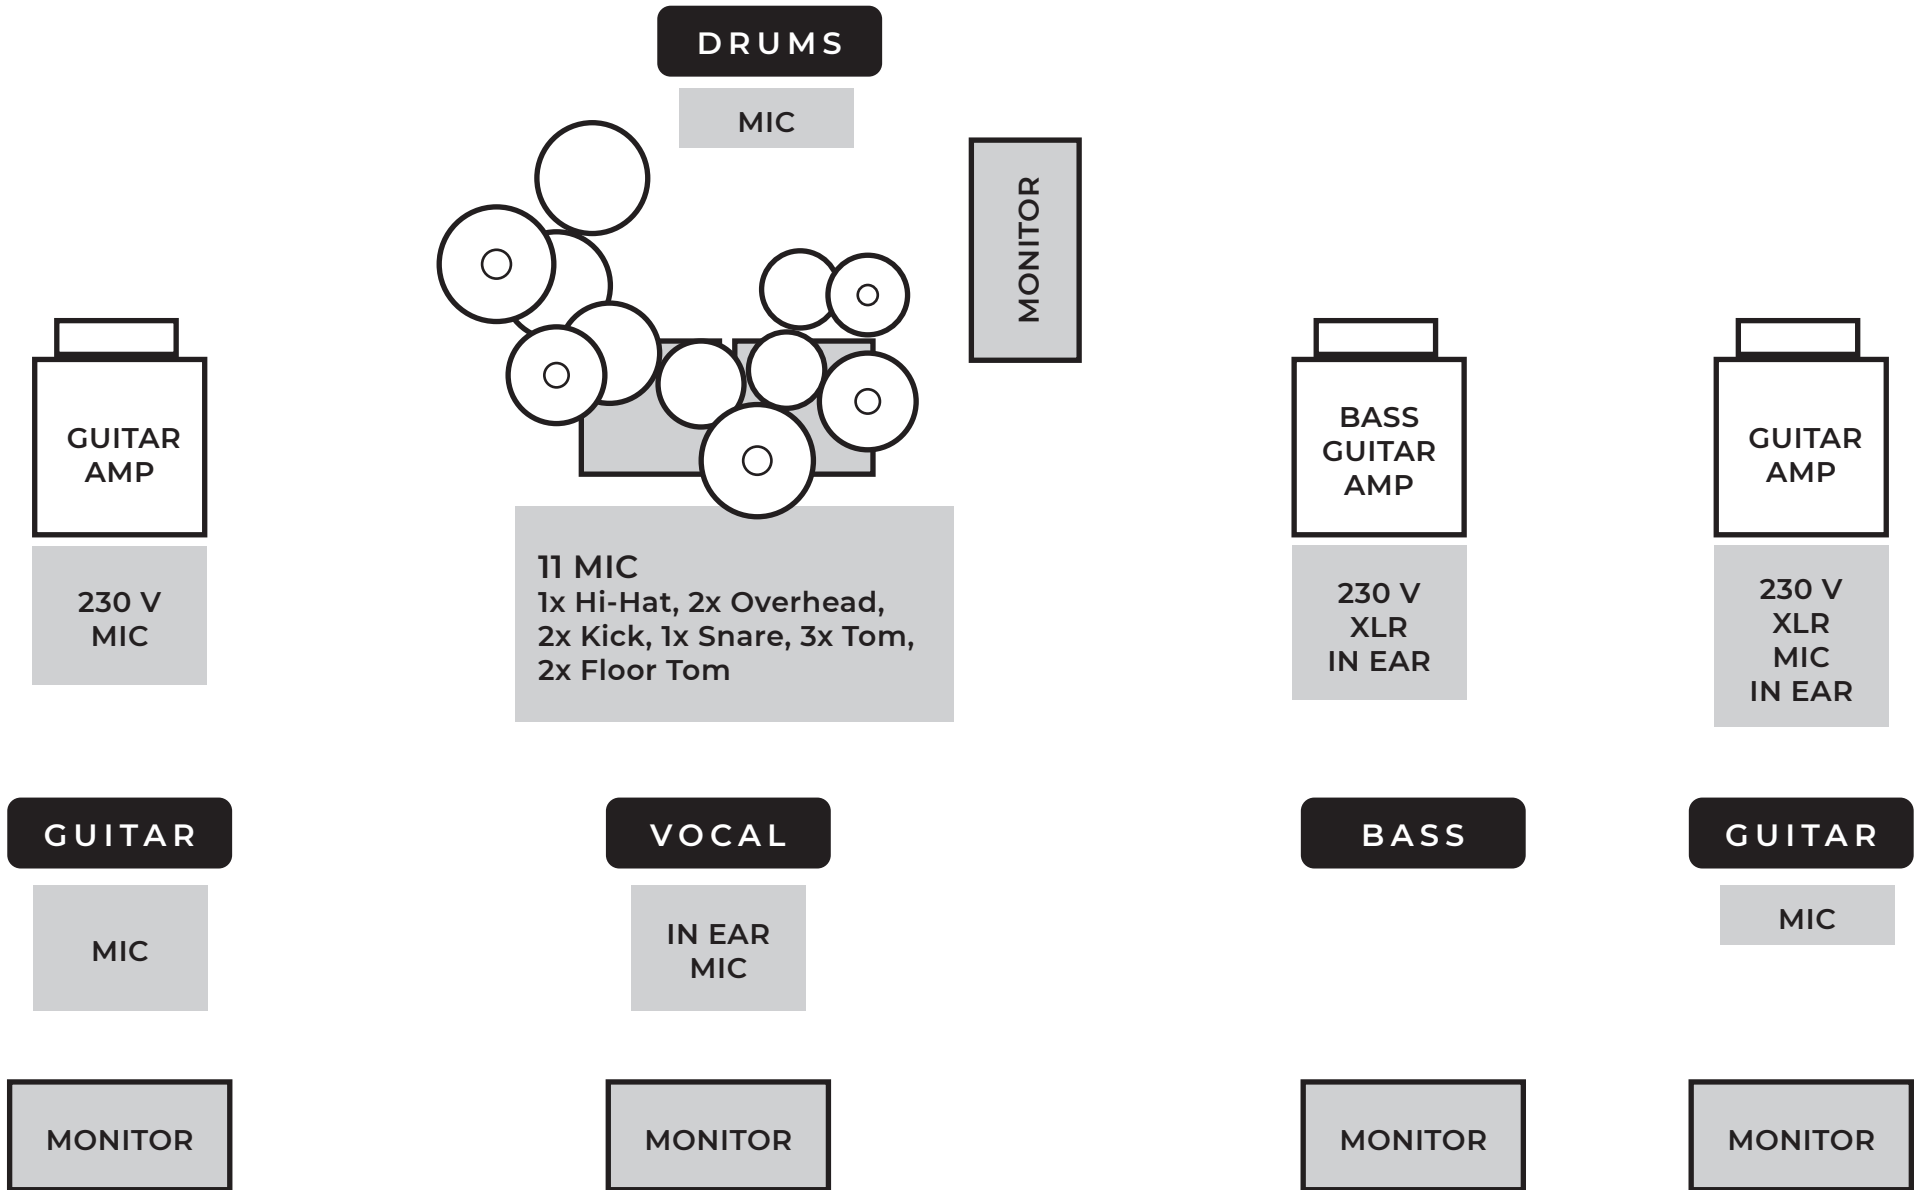 DRUMS
MIC
MONITOR
GUITAR
AMP
230 V
MIC
11 MIC
1x Hi-Hat, 2x Overhead,
2x Kick, 1x Snare, 3x Tom,
2x Floor Tom
BASS
GUITAR
AMP
230 V
XLR
IN EAR
GUITAR
AMP
230 V
XLR
MIC
IN EAR
GUITAR
MIC
MONITOR
VOCAL
IN EAR
MIC
MONITOR
BASS
MONITOR
GUITAR
MIC
MONITOR